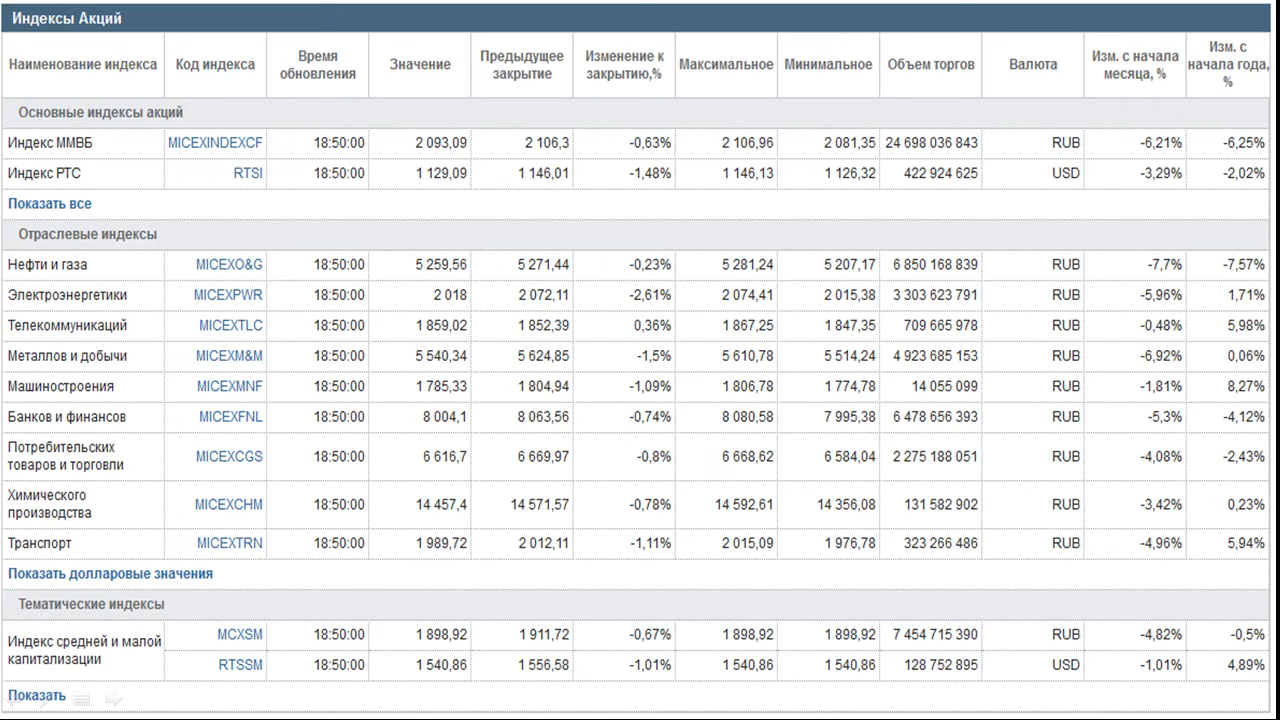 Индексы Акций
Наименование индекса Код индекса Время обновления Значение Предыдущее закрытие Изменение к закрытию,% Максимальное Минимальное Объем торгов Валюта Изм. с начала месяца, % Изм. с начала года, %
Основные индексы акций
Индекс ММВБ MICEXINDEXCF 18:50:00 2 093,09 2 106,3 -0,63% 2 106,96 2 081,35 24 698 036 843 RUB -6,21% -6,25%
Индекс РТС RTSI 18:50:00 1 129,09 1 146,01 -1,48% 1 146,13 1 126,32 422 924 625 USD -3,29% -2,02%
Показать все
Отраслевые индексы
Нефти и газа MICEXO&G 18:50:00 5 259,56 5 271,44 -0,23% 5 281,24 5 207,17 6 850 168 839 RUB -7,7% -7,57%
Электроэнергетики MICEXPWR 18:50:00 2 018 2 072,11 -2,61% 2 074,41 2 015,38 3 303 623 791 RUB -5,96% 1,71%
Телекоммуникаций MICEXTLC 18:50:00 1 859,02 1 852,39 0,36% 1 867,25 1 847,35 709 665 978 RUB -0,48% 5,98%
Металлов и добычи MICEXM&M 18:50:00 5 540,34 5 624,85 -1,5% 5 610,78 5 514,24 4 923 685 153 RUB -6,92% 0,06%
Машиностроения MICEXMNF 18:50:00 1 785,33 1 804,94 -1,09% 1 806,78 1 774,78 14 055 099 RUB -1,81% 8,27%
Банков и финансов MICEXFNL 18:50:00 8 004,1 8 063,56 -0,74% 8 080,58 7 995,38 6 478 656 393 RUB -5,3% -4,12%
Потребительских товаров и торговли MICEXCGS 18:50:00 6 616,7 6 669,97 -0,8% 6 668,62 6 584,04 2 275 188 051 RUB -4,08% -2,43%
Химического производства MICEXCHM 18:50:00 14 457,4 14 571,57 -0,78% 14 592,61 14 356,08 131 582 902 RUB -3,42% 0,23%
Транспорт MICEXTRN 18:50:00 1 989,72 2 012,11 -1,11% 2 015,09 1 976,78 323 266 486 RUB -4,96% 5,94%
Показать долларовые значения
Тематические индексы
Индекс средней и малой капитализации MCXSM 18:50:00 1 898,92 1 911,72 -0,67% 1 898,92 1 898,92 7 454 715 390 RUB -4,82% -0,5%
RTSSM 18:50:00 1 540,86 1 556,58 -1,01% 1 540,86 1 540,86 128 752 895 USD -1,01% 4,89%
Показать